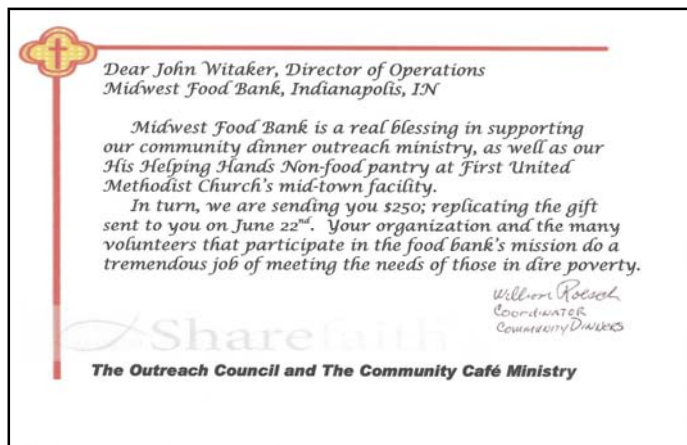 Dear John Witaker, Director of Operations
Midwest Food Bank, Indianapolis, IN
Midwest Food Bank is a real blessing in supporting
our community dinner outreach ministry, as well as our
His Helping Hands Non-food pantry at First United
Methodist Church's mid-town facility.
In turn, we are sending you $250; replicating the gift
sent to you on June 22nd. Your organization and the many
volunteers that participate in the food bank's mission do a
tremendous job of meeting the needs of those in dire poverty.
William Roesch
Coordinator
Community Dinners
Sharefaith
The Outreach Council and The Community Café Ministry